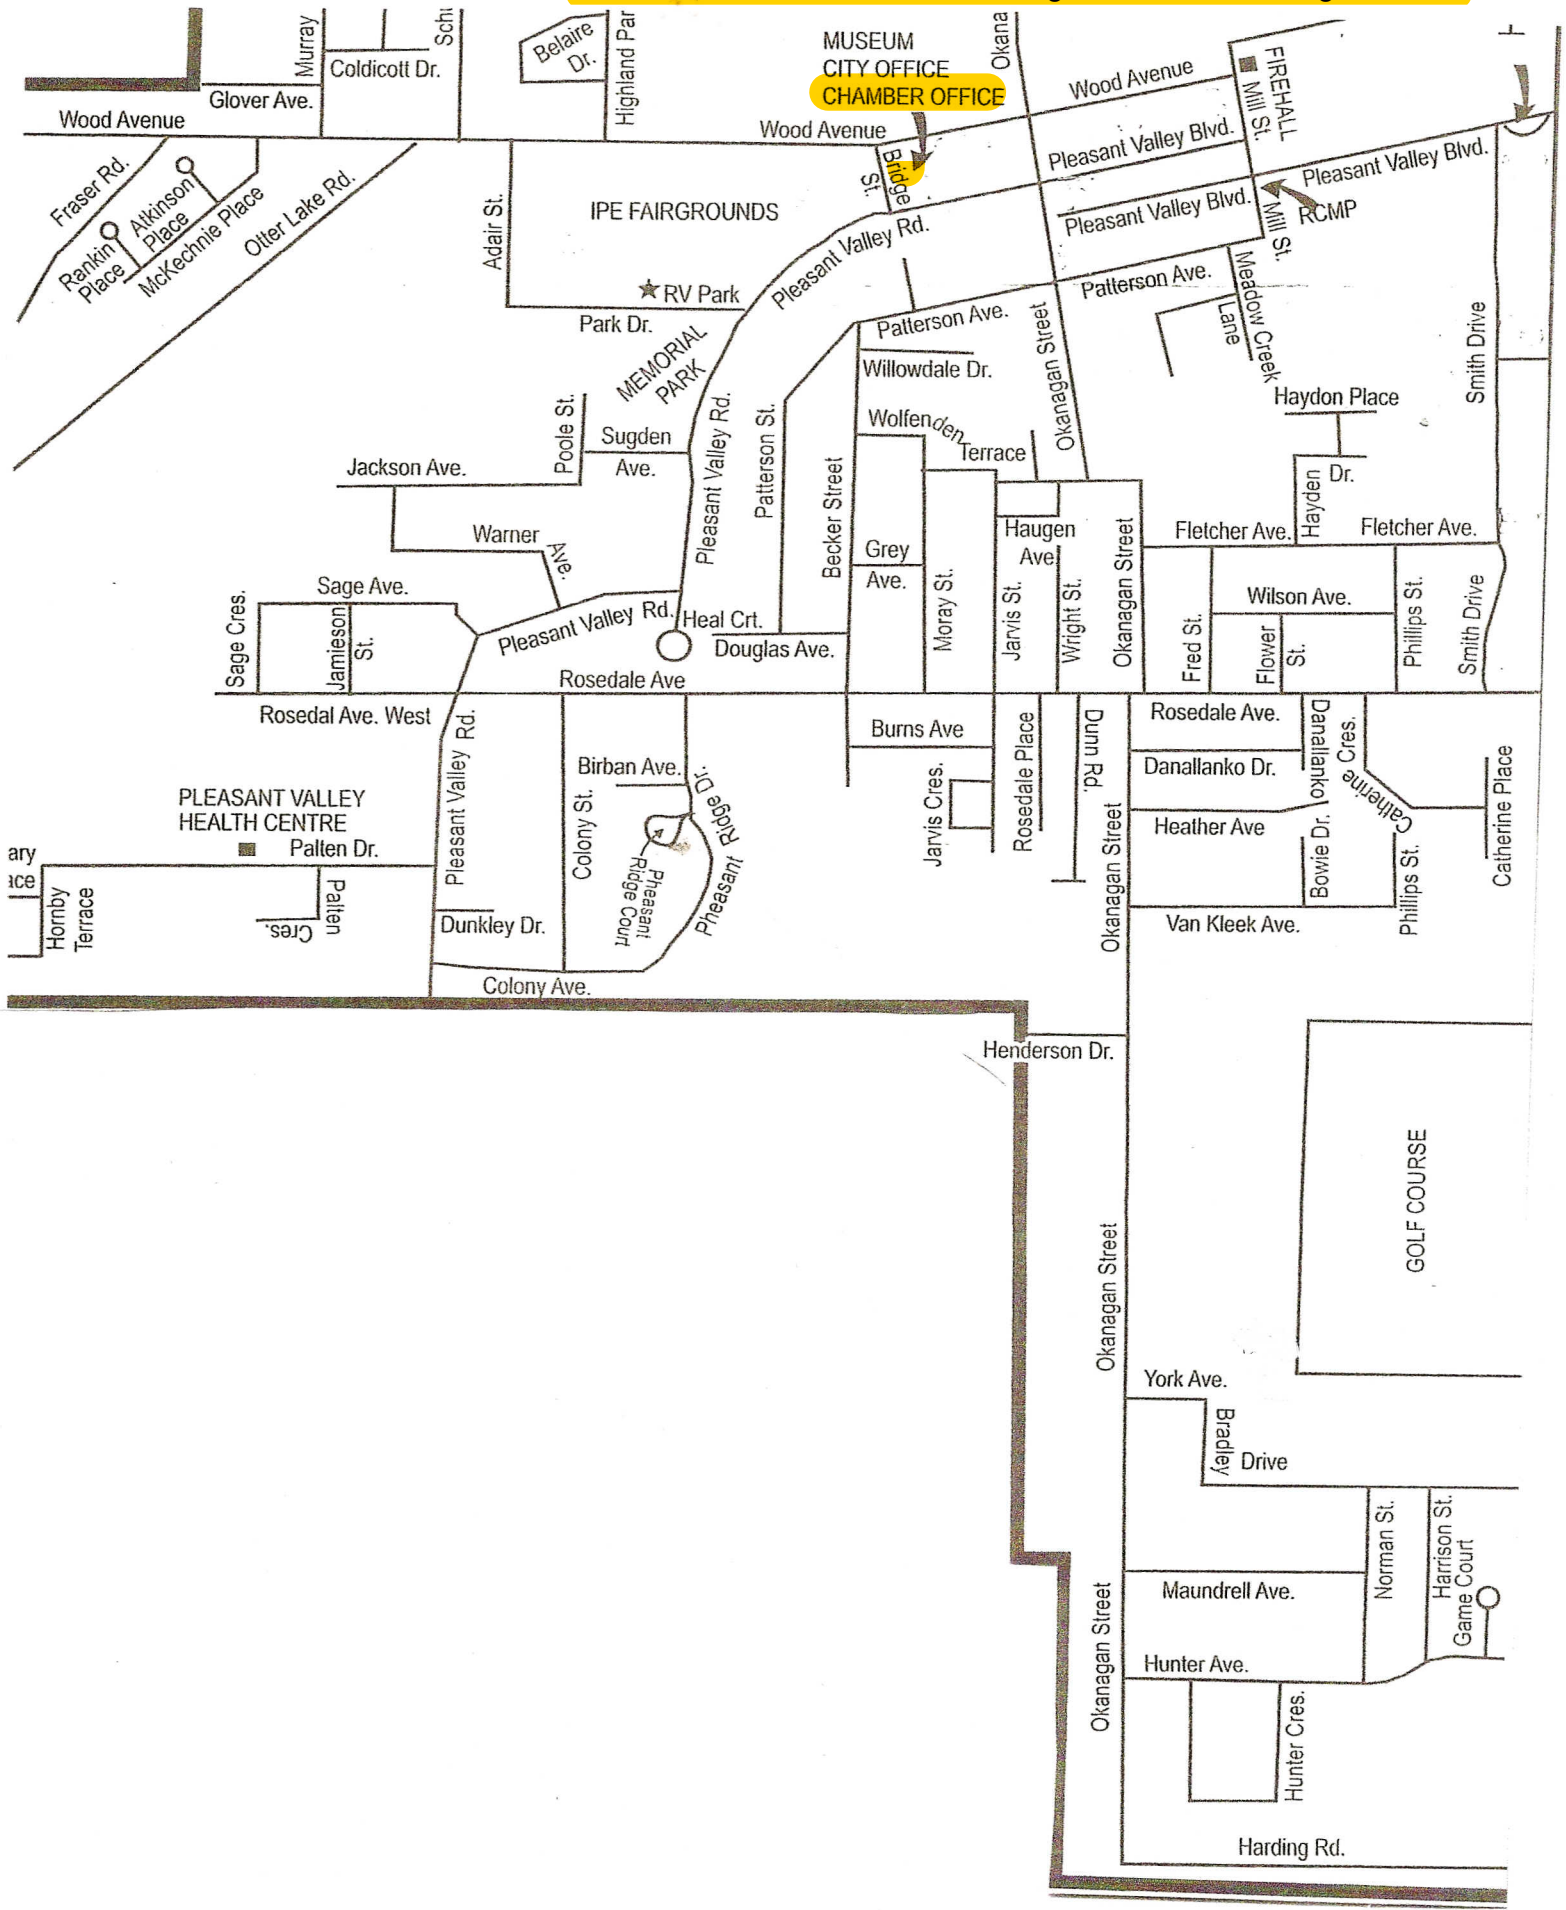 Murray
Schu
Coldicott Dr.
Glover Ave.
Wood Avenue
Belaire
Dr.
Highland Par
MUSEUM
CITY OFFICE
CHAMBER OFFICE
Okana
Wood Avenue
Wood Avenue
FIREHALL
Mill St.
Pleasant Valley Blvd.
Pleasant Valley Blvd.
Pleasant Valley Blvd.
RCMP
Mill St.
Bridge
St.
Fraser Rd.
Atkinson
Place
Rankin
Place
McKechnie Place
Otter Lake Rd.
Adair St.
IPE FAIRGROUNDS
Pleasant Valley Rd.
RV Park
Park Dr.
MEMORIAL
PARK
Patterson Ave.
Patterson Ave.
Meadow Creek
Lane
Smith Drive
Okanagan Street
Willowdale Dr.
Haydon Place
Hayden
Dr.
Wolfenden
Terrace
Poole St.
Sugden
Ave.
Jackson Ave.
Pleasant Valley Rd.
Patterson St.
Becker Street
Warner
Ave.
Grey
Ave.
Haugen
Ave
Fletcher Ave.
Fletcher Ave.
Sage Ave.
Sage Cres.
Jamieson
St.
Pleasant Valley Rd.
Heal Crt.
Douglas Ave.
Moray St.
Jarvis St.
Wright St.
Okanagan Street
Fred St.
Wilson Ave.
Flower
St.
Phillips St.
Smith Drive
Rosedale Ave
Rosedal Ave. West
Pleasant Valley Rd.
Burns Ave
Rosedale Place
Dunn Rd.
Rosedale Ave.
Danallanko Dr.
Danallanko
Catherine Cres.
Catherine Place
Birban Ave.
Colony St.
Pheasant Ridge Dr.
Pheasant
Ridge Court
Jarvis Cres.
Okanagan Street
Heather Ave
Bowie Dr.
Phillips St.
Van Kleek Ave.
PLEASANT VALLEY
HEALTH CENTRE
Palten Dr.
ary
ace
Hornby
Terrace
Palten
Cres.
Dunkley Dr.
Colony Ave.
Henderson Dr.
GOLF COURSE
Okanagan Street
York Ave.
Bradley
Drive
Norman St.
Harrison St.
Game Court
Maundrell Ave.
Okanagan Street
Hunter Ave.
Hunter Cres.
Harding Rd.